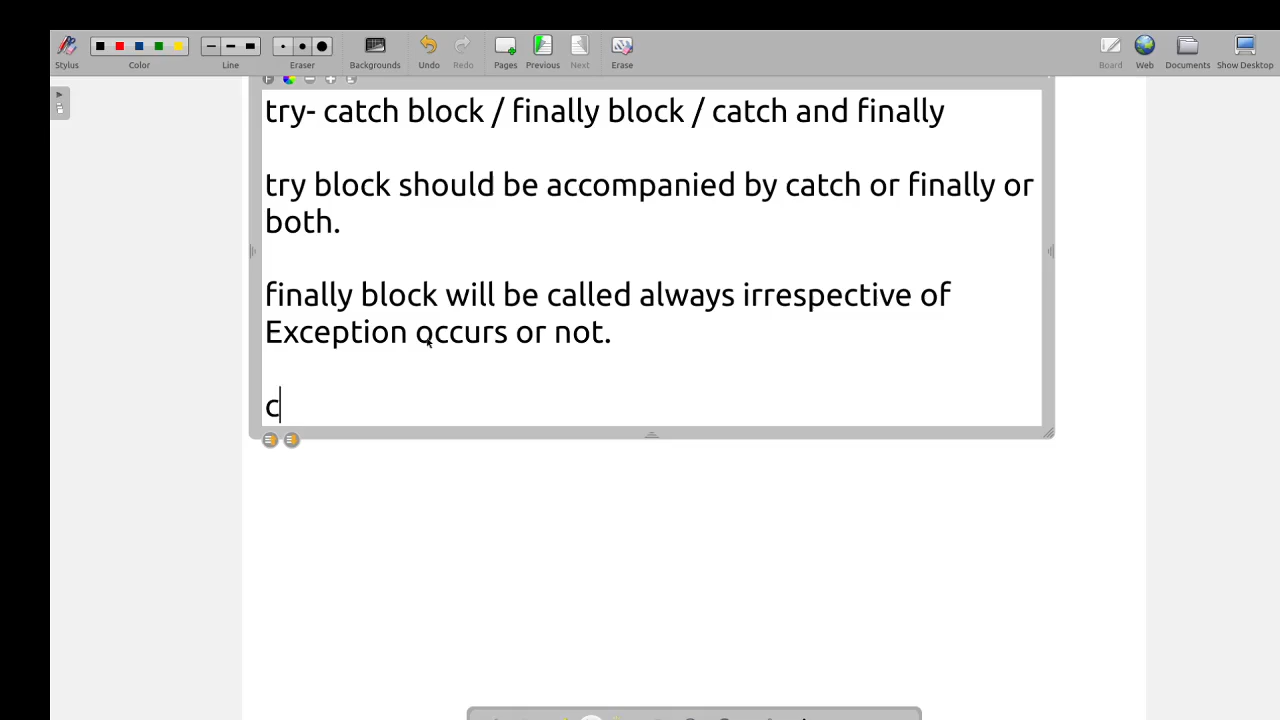 Stylus Color Line Eraser Backgrounds Undo Redo Pages Previous Next Erase Board Web Documents Show Desktop
try- catch block / finally block / catch and finally
try block should be accompanied by catch or finally or
both.
finally block will be called always irrespective of
Exception occurs or not.
c